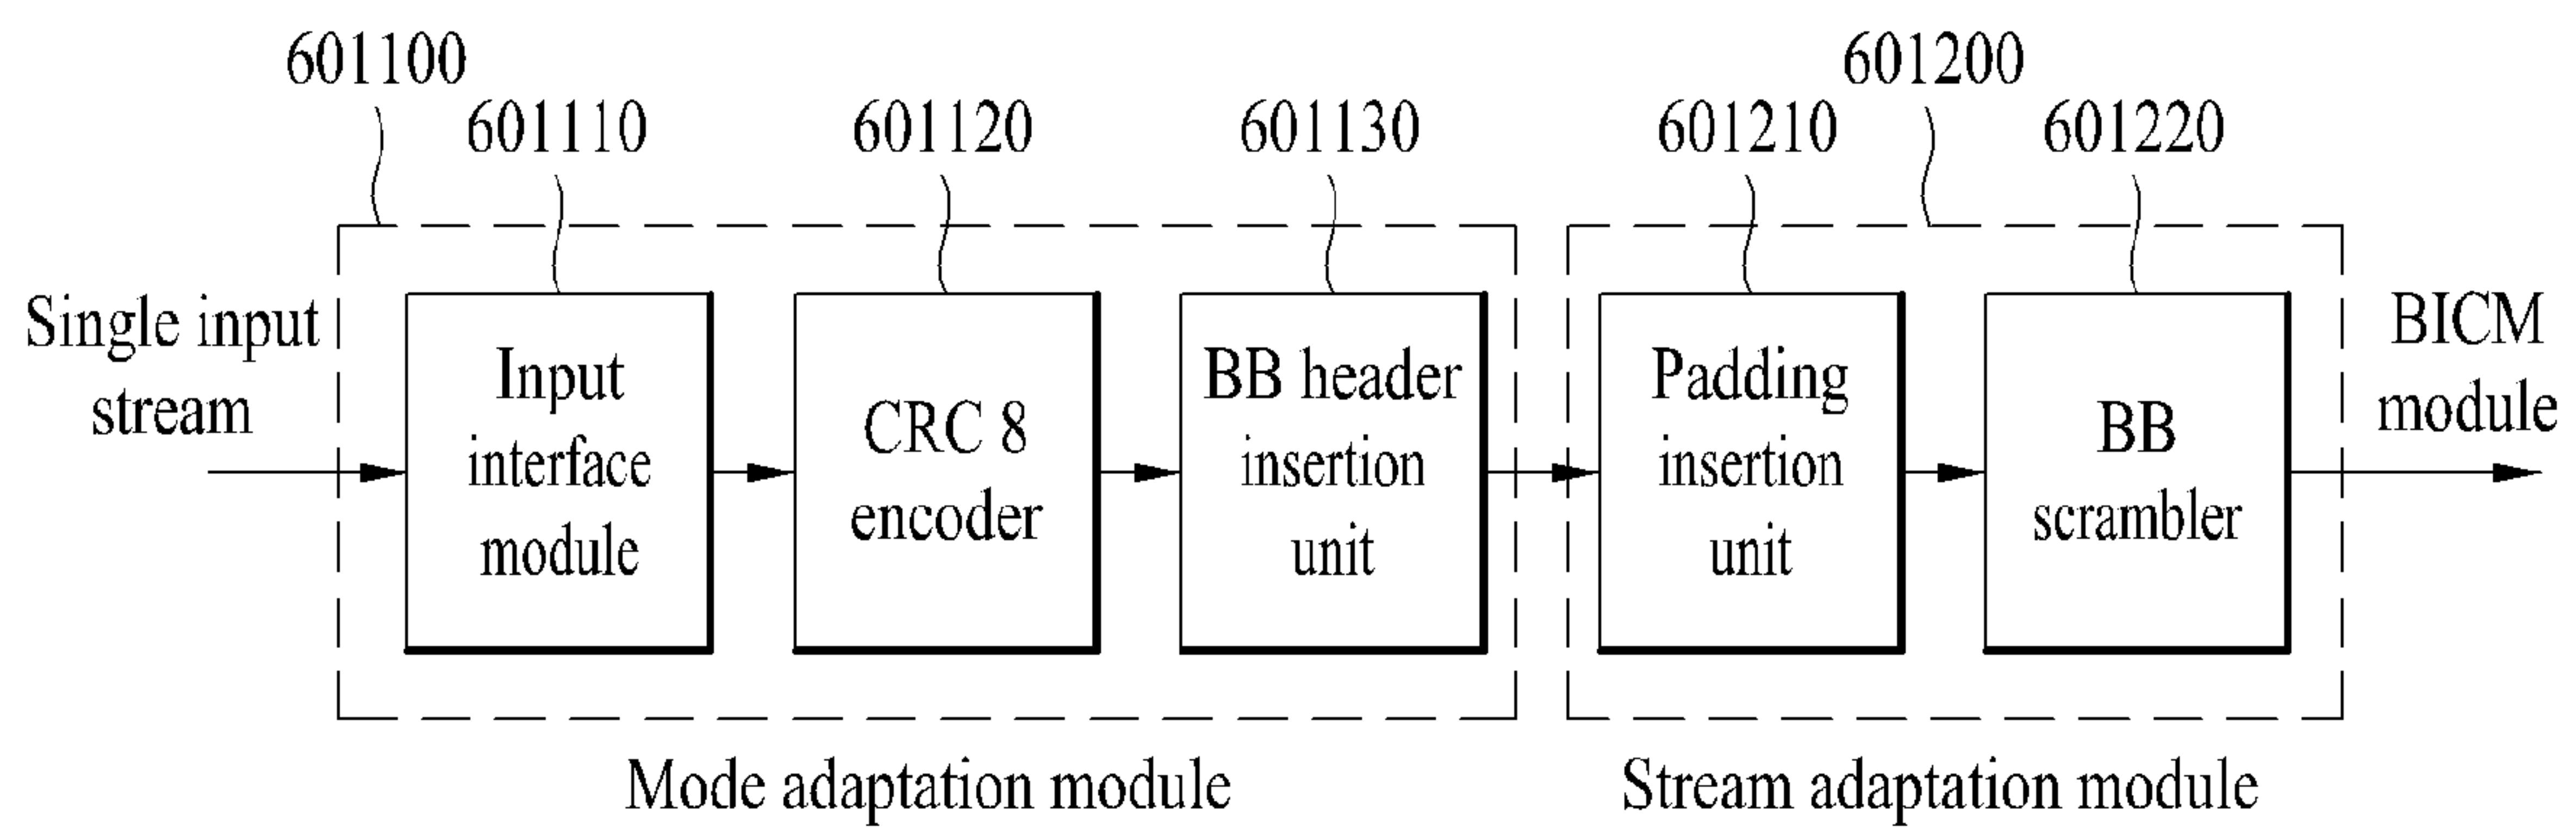 601100
601200
601110
601120
601130
601210
601220
Single input
stream
Input
interface
module
CRC 8
encoder
BB header
insertion
unit
Padding
insertion
unit
BB
scrambler
BICM
module
Mode adaptation module
Stream adaptation module